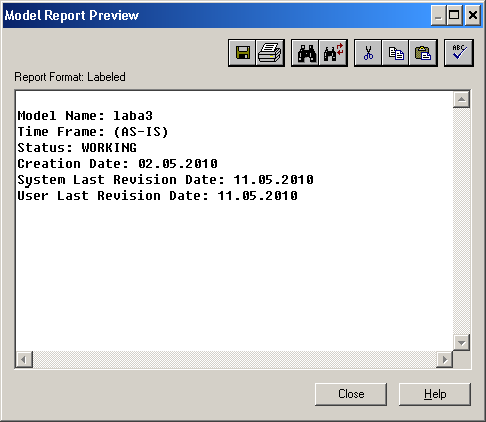 Model Report Preview
ABC
Report Format: Labeled
Model Name: laba3
Time Frame: (AS-IS)
Status: WORKING
Creation Date: 02.05.2010
System Last Revision Date: 11.05.2010
User Last Revision Date: 11.05.2010
Close Help